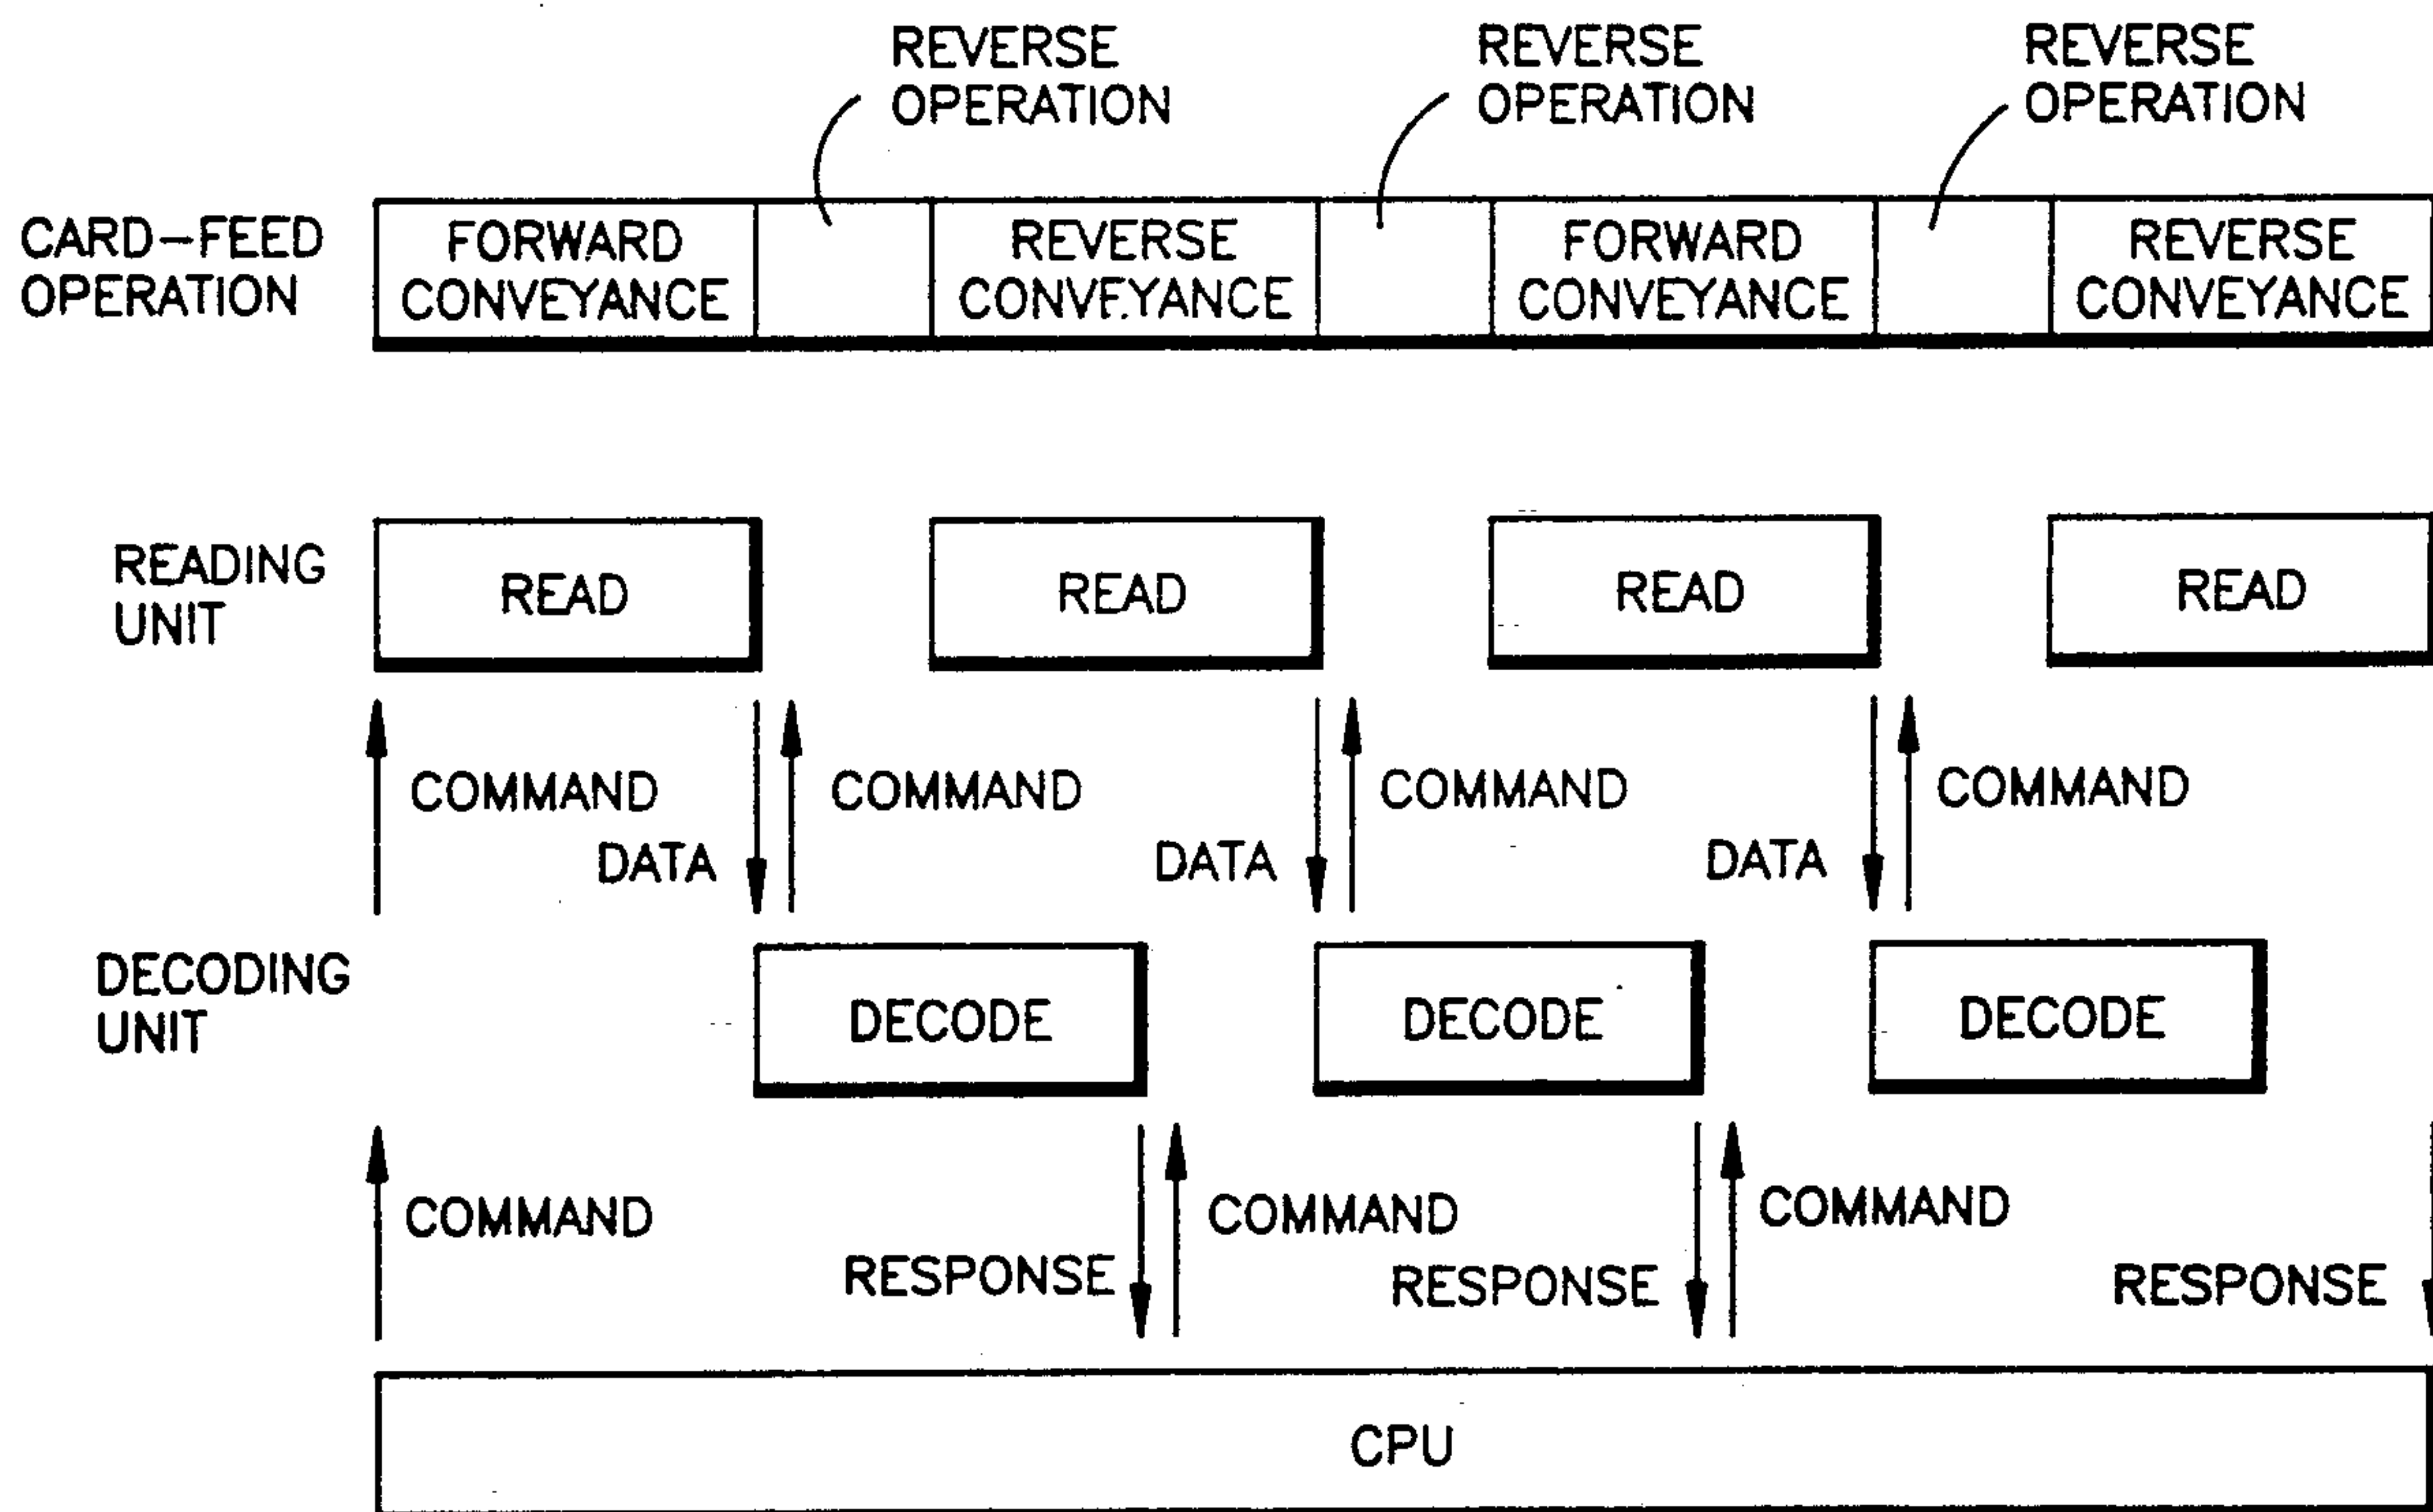 REVERSE
OPERATION
REVERSE
OPERATION
REVERSE
OPERATION
CARD-FEED
OPERATION
FORWARD
CONVEYANCE
REVERSE
CONVEYANCE
FORWARD
CONVEYANCE
REVERSE
CONVEYANCE
READING
UNIT
READ
READ
READ
READ
COMMAND
DATA
COMMAND
DATA
COMMAND
DATA
COMMAND
DECODING
UNIT
DECODE
DECODE
DECODE
COMMAND
RESPONSE
COMMAND
RESPONSE
COMMAND
RESPONSE
CPU